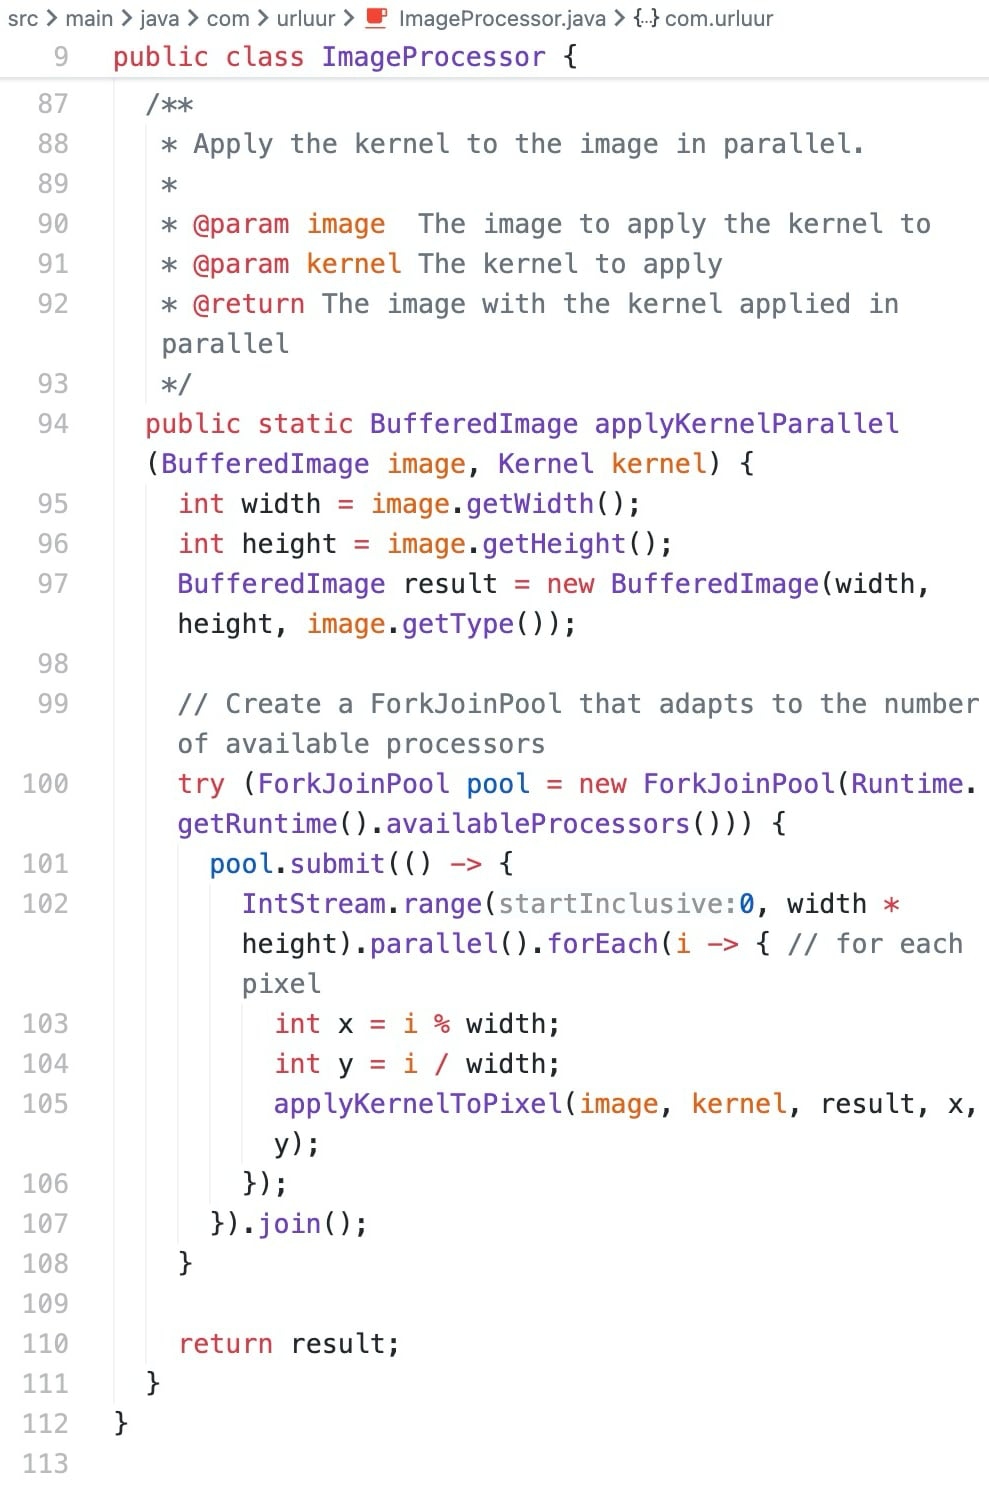 src > main > java > com > urluur > ImageProcessor.java > {..} com.urluur
9 public class ImageProcessor {
87 /**
88 * Apply the kernel to the image in parallel.
89 *
90 * @param image  The image to apply the kernel to
91 * @param kernel The kernel to apply
92 * @return The image with the kernel applied in
parallel
93 */
94 public static BufferedImage applyKernelParallel
(BufferedImage image, Kernel kernel) {
95 int width = image.getWidth();
96 int height = image.getHeight();
97 BufferedImage result = new BufferedImage(width,
height, image.getType());
98
99 // Create a ForkJoinPool that adapts to the number
of available processors
100 try (ForkJoinPool pool = new ForkJoinPool(Runtime.
getRuntime().availableProcessors())) {
101 pool.submit(() -> {
102 IntStream.range(startInclusive:0, width *
height).parallel().forEach(i -> { // for each
pixel
103 int x = i % width;
104 int y = i / width;
105 applyKernelToPixel(image, kernel, result, x,
y);
106 });
107 }).join();
108 }
109
110 return result;
111 }
112 }
113